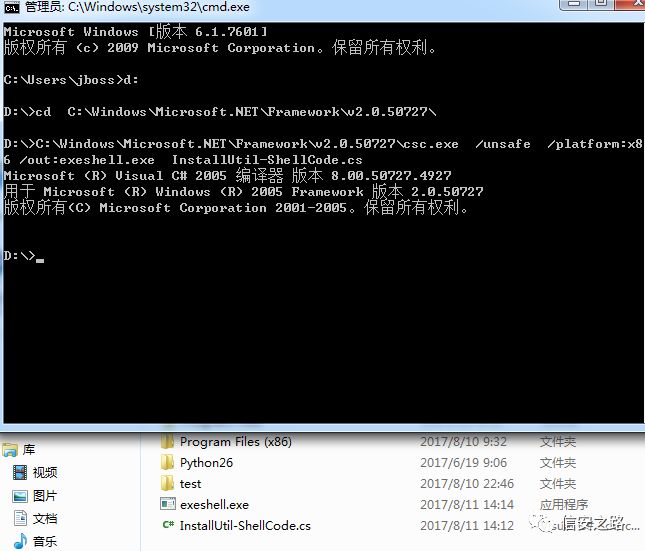 管理员: C:\Windows\system32\cmd.exe
Microsoft Windows [版本 6.1.7601]
版权所有 (c) 2009 Microsoft Corporation。保留所有权利。
C:\Users\jboss>d:
D:\>cd  C:\Windows\Microsoft.NET\Framework\v2.0.50727\
D:\>C:\Windows\Microsoft.NET\Framework\v2.0.50727\csc.exe  /unsafe  /platform:x8
6 /out:exeshell.exe  InstallUtil-ShellCode.cs
Microsoft (R) Visual C# 2005 编译器 版本 8.00.50727.4927
用于 Microsoft (R) Windows (R) 2005 Framework 版本 2.0.50727
版权所有(C) Microsoft Corporation 2001-2005。保留所有权利。
D:\>
库
Program Files (x86) 2017/8/10 9:32 文件夹
视频
Python26 2017/6/19 9:06 文件夹
图片
test 2017/8/10 22:46 文件夹
文档
exeshell.exe 2017/8/11 14:14 应用程序
InstallUtil-ShellCode.cs 2017/8/11 14:12
信安之路
音乐